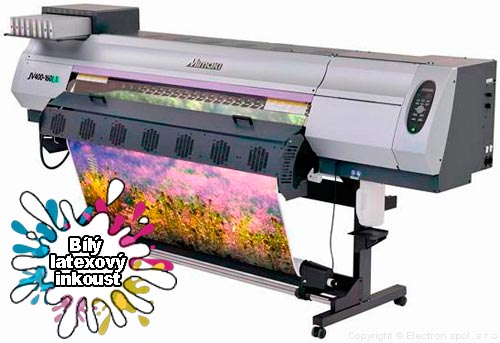 JV400-160LX
Mimaki
Bílý
latexový
inkoust
Copyright © Electron spol. s r.o.